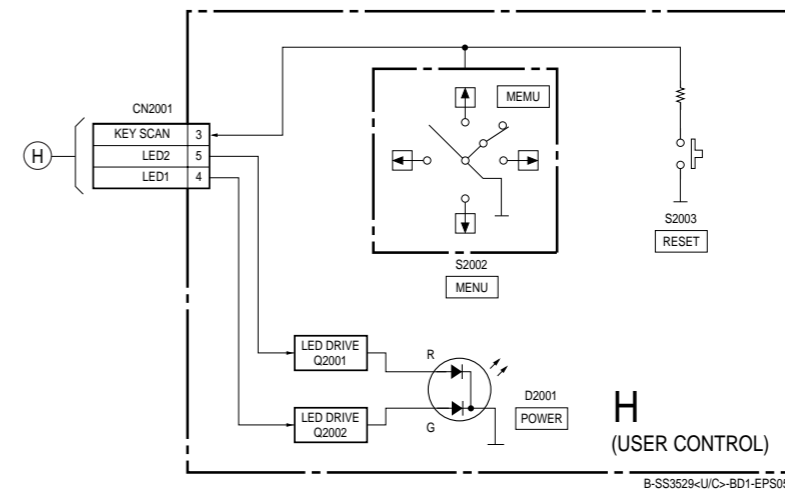 CN2001
KEY SCAN 3
LED2 5
LED1 4
H
MEMU
S2002
MENU
S2003
RESET
LED DRIVE
Q2001
LED DRIVE
Q2002
R
G
D2001
POWER
H
(USER CONTROL)
B-SS3529<U/C>-BD1-EPS05